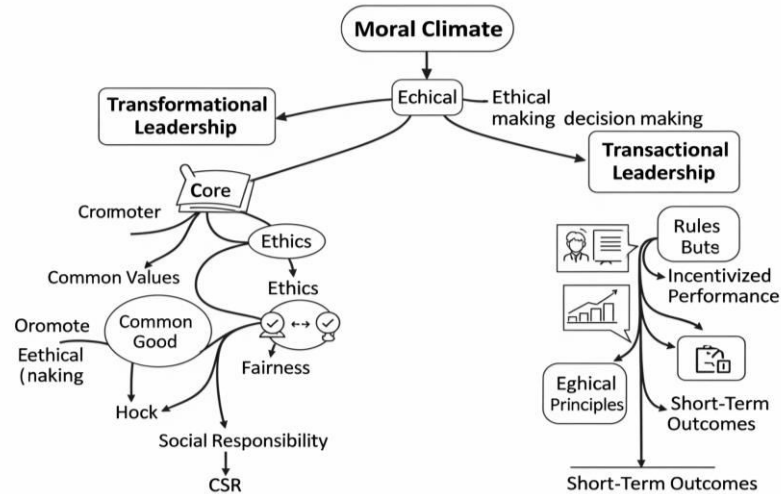 Moral Climate
Echical
Ethical
making decision making
Transformational
Leadership
Transactional
Leadership
Core
Cromoter
Ethics
Common Values
Ethics
Oromote
Eethical
(naking
Common
Good
Fairness
Hock
Social Responsibility
CSR
Rules
Buts
Incentivized
Performance
Eghical
Principles
Short-Term
Outcomes
Short-Term Outcomes